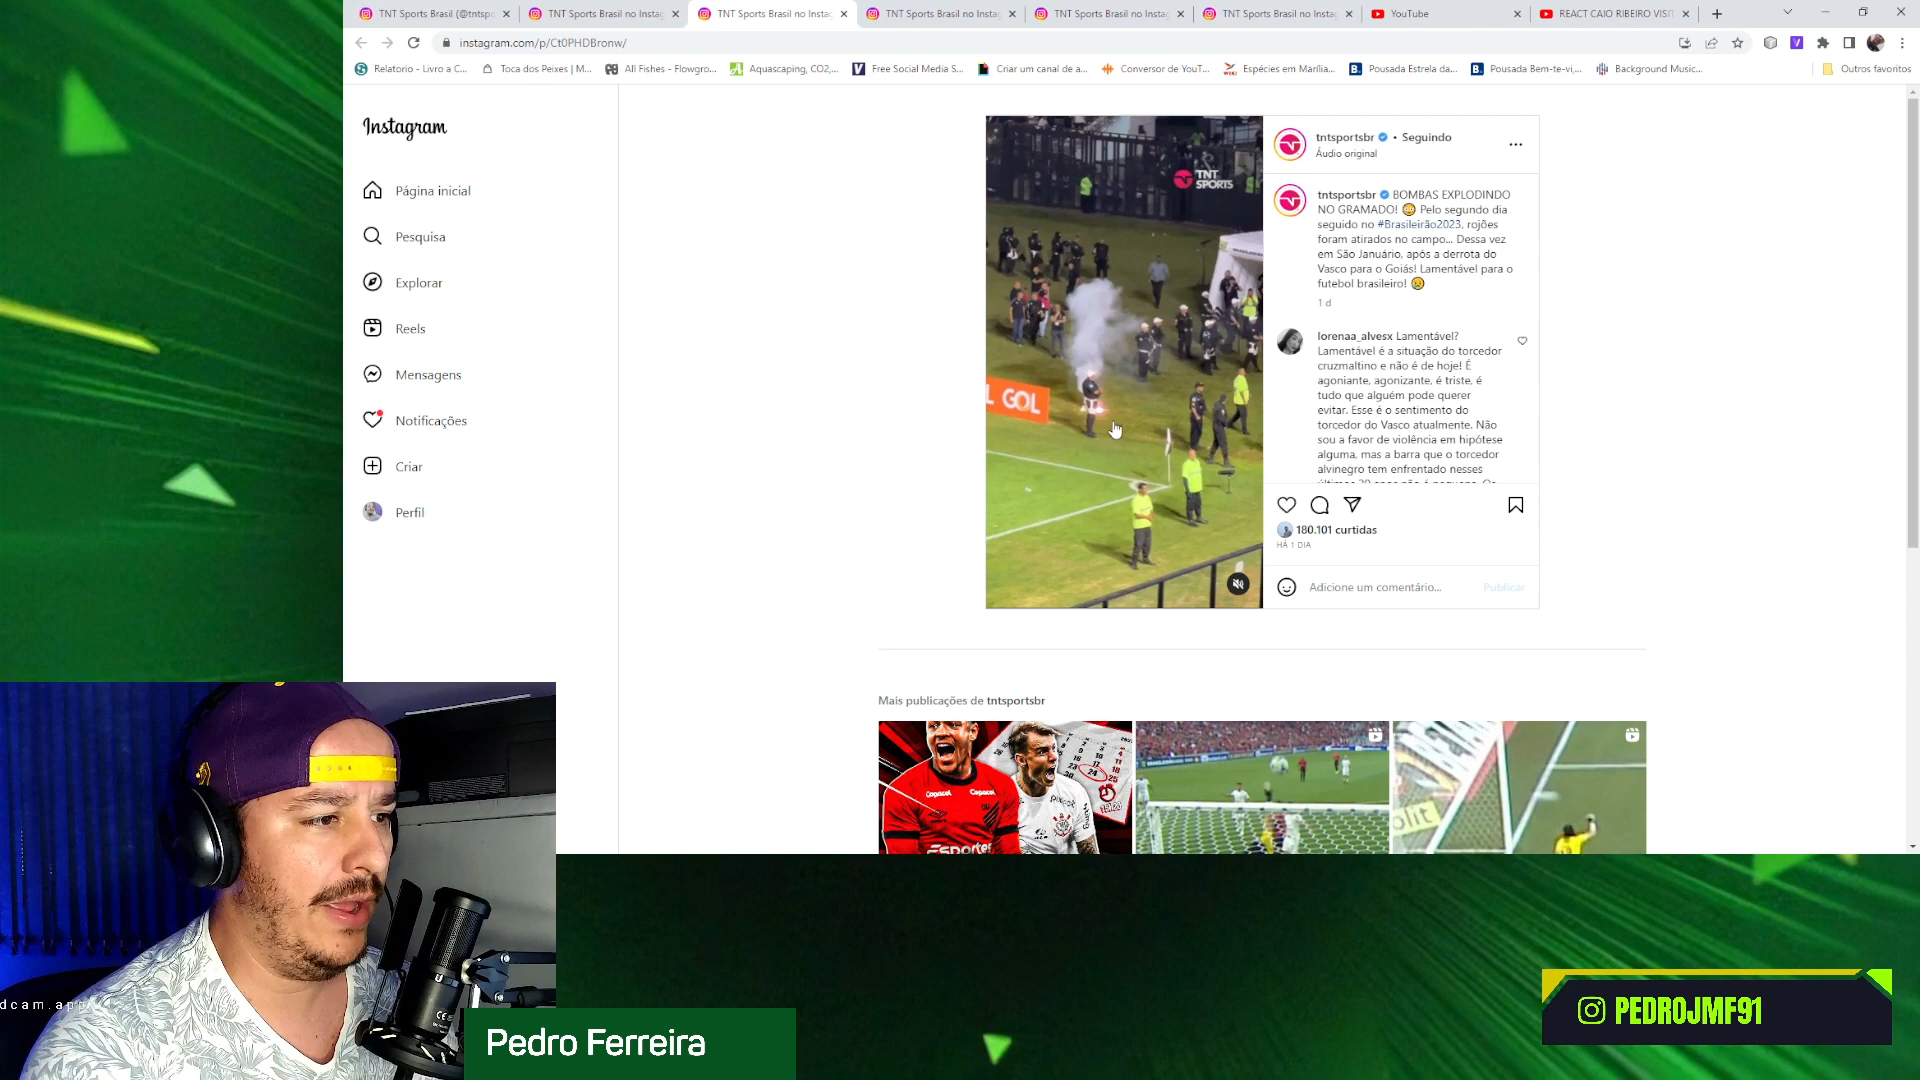 TNT Sports Brasil (@tntspo
TNT Sports Brasil no Instag
TNT Sports Brasil no Instag
TNT Sports Brasil no Instag
TNT Sports Brasil no Instag
TNT Sports Brasil no Instag
YouTube
REACT CAIO RIBEIRO VISIT
instagram.com/p/Ct0PHDBronw/
Relatorio - Livro a C...
Toca dos Peixes | M...
All Fishes - Flowgro...
Aquascaping, CO2,...
Free Social Media S...
Criar um canal de a...
Conversor de YouT...
Espécies em Marília...
Pousada Estrela da...
Pousada Bem-te-vi,...
Background Music...
Outros favoritos
Instagram
Página inicial
Pesquisa
Explorar
Reels
Mensagens
Notificações
Criar
Perfil
TNT
SPORTS
L GOL
tntsportsbr • Seguindo
Áudio original
tntsportsbr BOMBAS EXPLODINDO
NO GRAMADO! 😳 Pelo segundo dia
seguido no #Brasileirão2023, rojões
foram atirados no campo... Dessa vez
em São Januário, após a derrota do
Vasco para o Goiás! Lamentável para o
futebol brasileiro! 😢
1 d
lorenaa_alvesx Lamentável?
Lamentável é a situação do torcedor
cruzmaltino e não é de hoje! É
agoniante, agonizante, é triste, é
tudo que alguém pode querer
evitar. Esse é o sentimento do
torcedor do Vasco atualmente. Não
sou a favor de violência em hipótese
alguma, mas a barra que o torcedor
alvinegro tem enfrentado nesses
180.101 curtidas
HÁ 1 DIA
Adicione um comentário...
Publicar
Mais publicações de tntsportsbr
Copacol Copacol
ESportes
24
dcam.app
Pedro Ferreira
PEDROJMF91